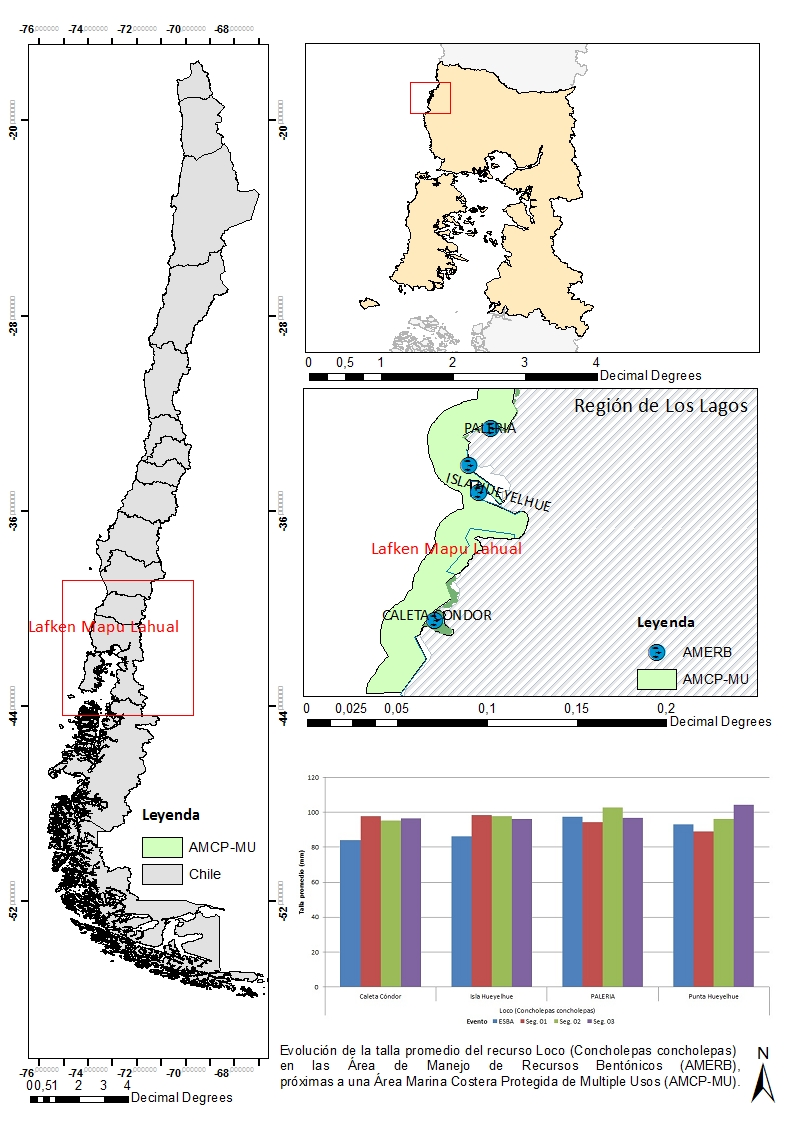 -76 -74 -72 -70 -68
-20
-28
-36
-44
-52
-20
-28
-36
-44
-52
Lafken Mapu Lahual
Leyenda
AMCP-MU
Chile
-76 -74 -72 -70 -68
0 0,5 1 2 3 4
Decimal Degrees
0 0,5 1 2 3 4
Decimal Degrees
Región de Los Lagos
PALERIA
ISLA HUEYELHUE
Lafken Mapu Lahual
CALETA CONDOR
Leyenda
AMERB
AMCP-MU
0 0,025 0,05 0,1 0,15 0,2
Decimal Degrees
120
100
80
60
40
20
0
Talla promedio (mm)
Caleta Cóndor Isla Hueyelhue PALERIA Punta Hueyelhue
Loco (Concholepas concholepas)
Evento ESBA Seg. 01 Seg. 02 Seg. 03
Evolución de la talla promedio del recurso Loco (Concholepas concholepas)
en las Área de Manejo de Recursos Bentónicos (AMERB),
próximas a una Área Marina Costera Protegida de Multiple Usos (AMCP-MU).
N